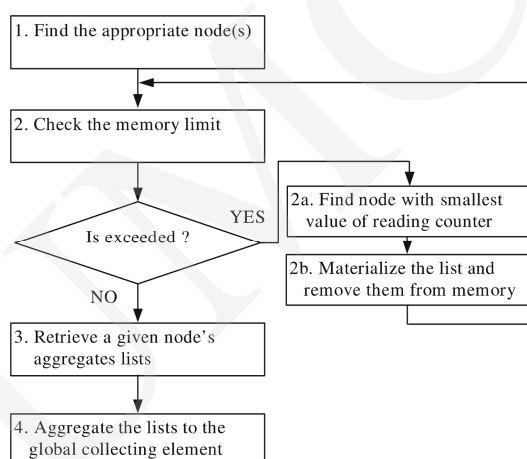 1. Find the appropriate node(s)
2. Check the memory limit
Is exceeded ?
YES
NO
2a. Find node with smallest
value of reading counter
2b. Materialize the list and
remove them from memory
3. Retrieve a given node's
aggregates lists
4. Aggregate the lists to the
global collecting element